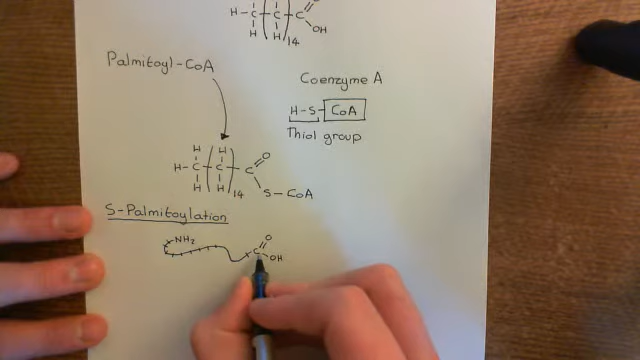 H-C-C-C
H H OH
14
Palmitoyl-CoA
Coenzyme A
H-S-CoA
Thiol group
H H O
H-C-C-C
H H 14 S-CoA
S-Palmitoylation
NH2 O
C OH